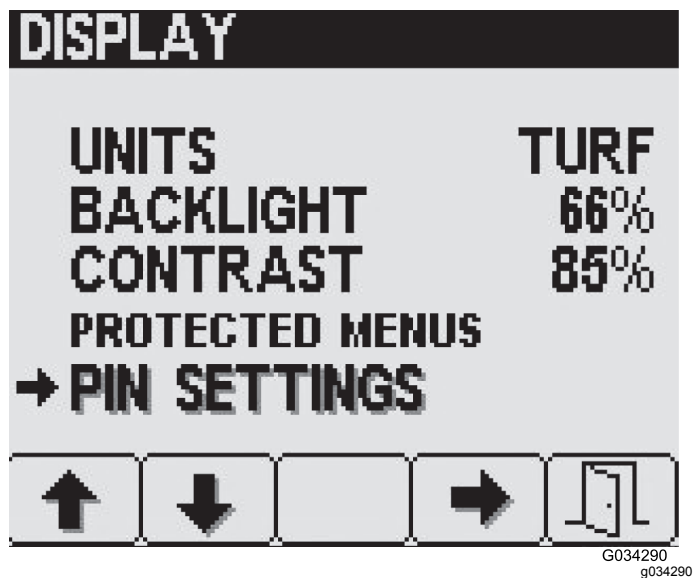 DISPLAY
UNITS TURF
BACKLIGHT 66%
CONTRAST 85%
PROTECTED MENUS
PIN SETTINGS
G034290
g034290